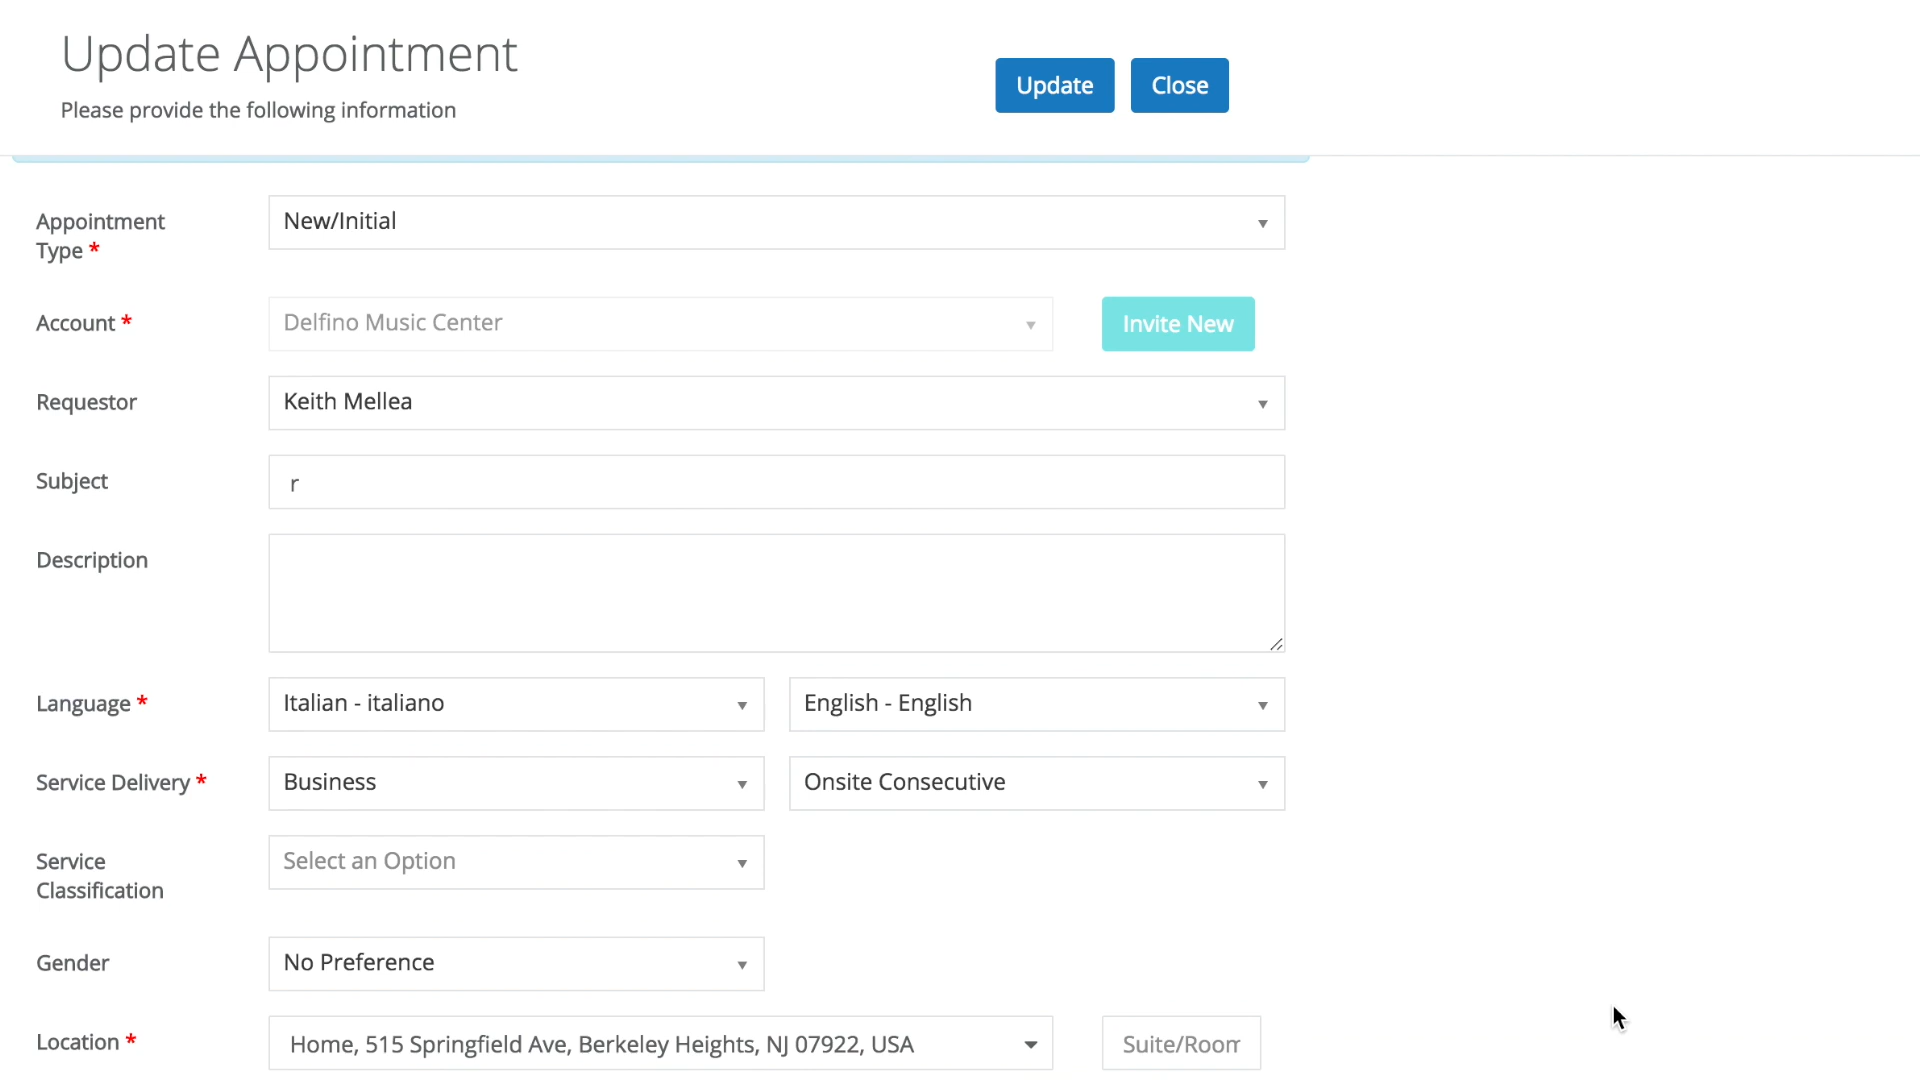 Update Appointment
Please provide the following information
Update
Close
Appointment
Type *
New/Initial
Account *
Delfino Music Center
Invite New
Requestor
Keith Mellea
Subject
r
Description
Language *
Italian - italiano
English - English
Service Delivery *
Business
Onsite Consecutive
Service
Classification
Select an Option
Gender
No Preference
Location *
Home, 515 Springfield Ave, Berkeley Heights, NJ 07922, USA
Suite/Room